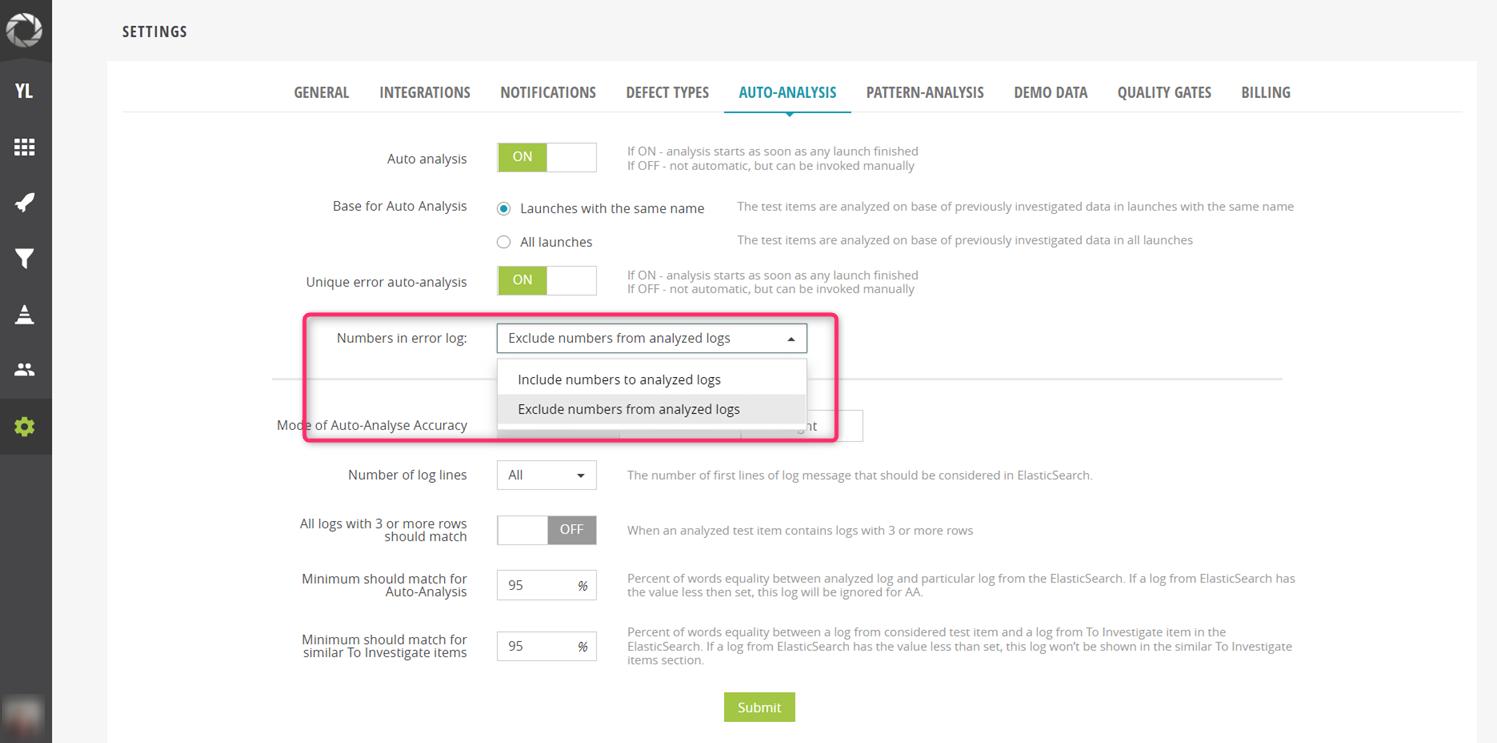 SETTINGS
YL
GENERAL INTEGRATIONS NOTIFICATIONS DEFECT TYPES AUTO-ANALYSIS PATTERN-ANALYSIS DEMO DATA QUALITY GATES BILLING
Auto analysis ON If ON - analysis starts as soon as any launch finished
If OFF - not automatic, but can be invoked manually
Base for Auto Analysis Launches with the same name The test items are analyzed on base of previously investigated data in launches with the same name
All launches The test items are analyzed on base of previously investigated data in all launches
Unique error auto-analysis ON If ON - analysis starts as soon as any launch finished
If OFF - not automatic, but can be invoked manually
Numbers in error log: Exclude numbers from analyzed logs
Include numbers to analyzed logs
Exclude numbers from analyzed logs
Mode of Auto-Analyse Accuracy
Number of log lines All The number of first lines of log message that should be considered in ElasticSearch.
All logs with 3 or more rows
should match OFF When an analyzed test item contains logs with 3 or more rows
Minimum should match for
Auto-Analysis 95 % Percent of words equality between analyzed log and particular log from the ElasticSearch. If a log from ElasticSearch has
the value less then set, this log will be ignored for AA.
Minimum should match for
similar To Investigate items 95 % Percent of words equality between a log from considered test item and a log from To Investigate item in the
ElasticSearch. If a log from ElasticSearch has the value less than set, this log won't be shown in the similar To Investigate
items section.
Submit